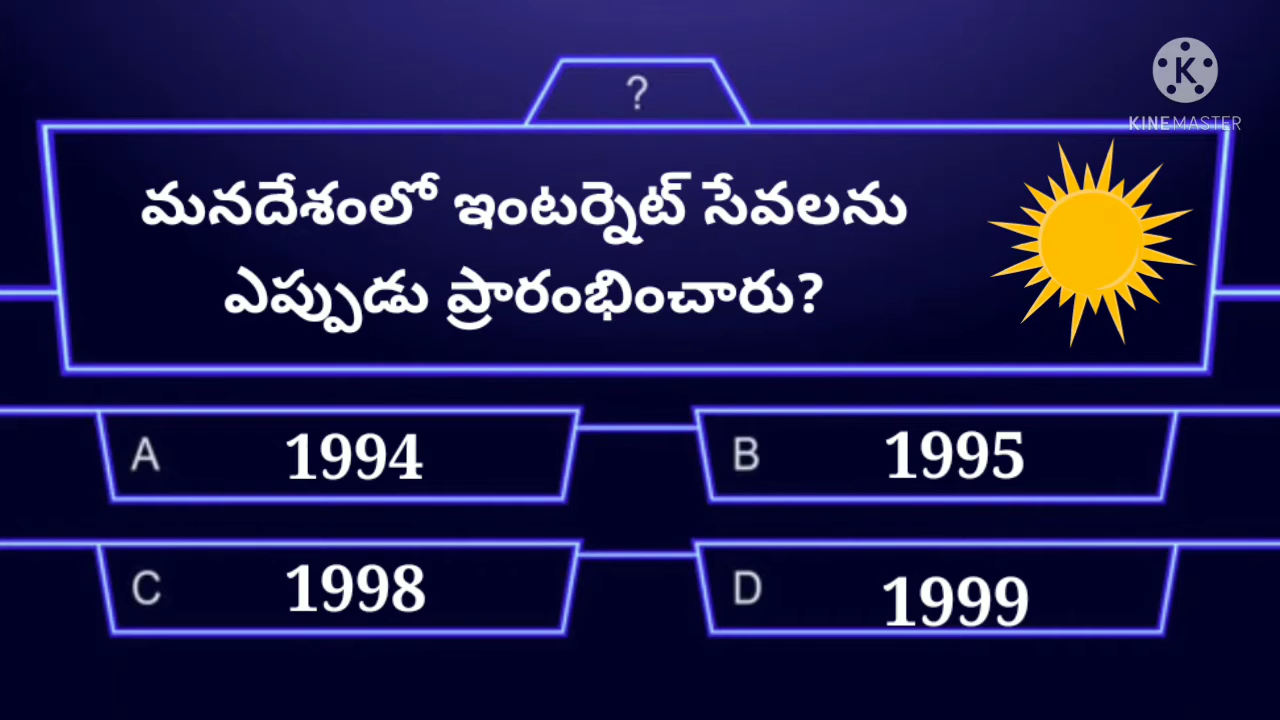 ?
K
KINEMASTER
మనదేశంలో ఇంటర్నెట్ సేవలను
ఎప్పుడు ప్రారంభించారు?
A 1994
B 1995
C 1998
D 1999